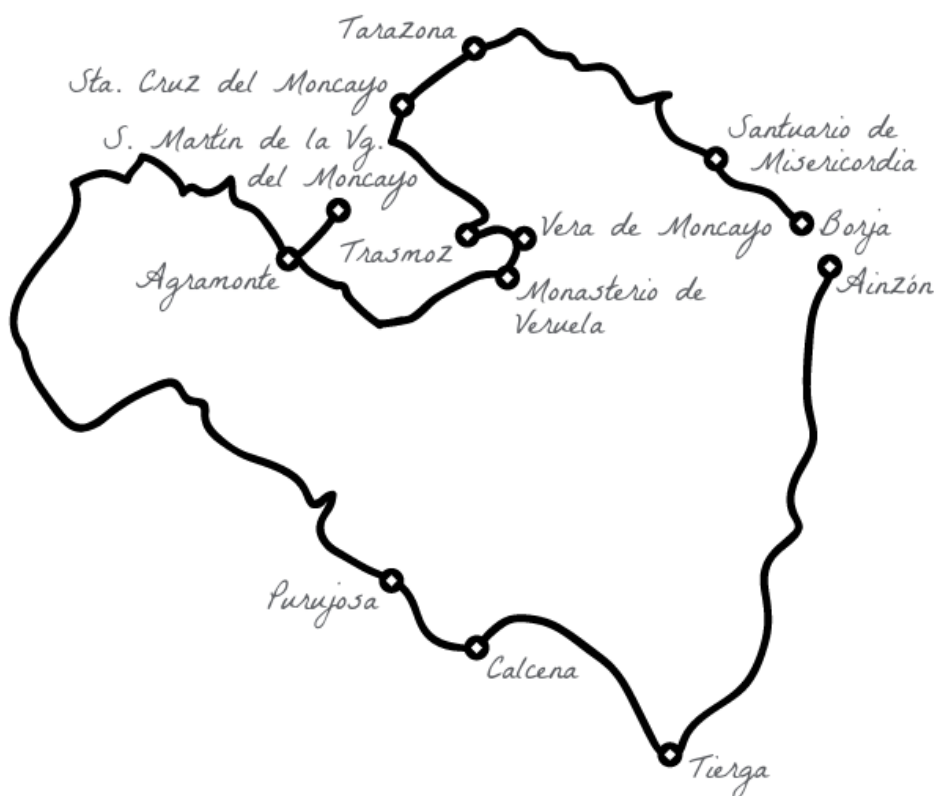 Tarazona
Sta. Cruz del Moncayo
S. Martín de la Vg.
del Moncayo
Santuario de
Misericordia
Trasmoz
Vera de Moncayo
Borja
Agramonte
Ainzón
Monasterio de
Veruela
Purujosa
Calcena
Tierga